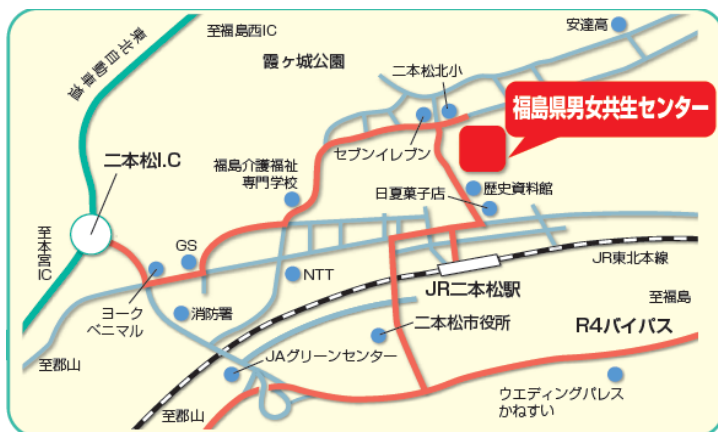 安達高
至福島西IC
東北自動車道
霞ヶ城公園
二本松北小
福島県男女共生センター
セブンイレブン
二本松I.C
福島介護福祉
専門学校
歴史資料館
日夏菓子店
至本宮IC
GS
NTT
JR東北本線
ヨーク
ベニマル
消防署
JR二本松駅
至福島
二本松市役所
R4バイパス
JAグリーンセンター
至郡山
至郡山
ウエディングパレス
かねすい